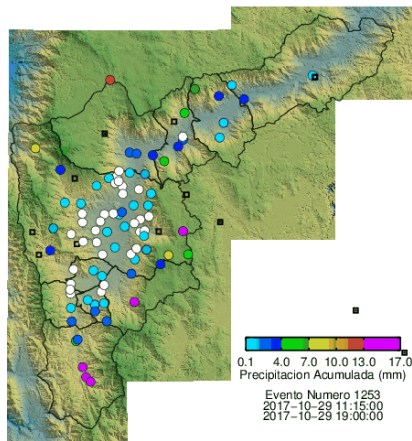 0.1 4.0 7.0 10.0 13.0 17.0
Precipitacion Acumulada (mm)
Evento Numero 1253
2017-10-29 11:15:00
2017-10-29 19:00:00